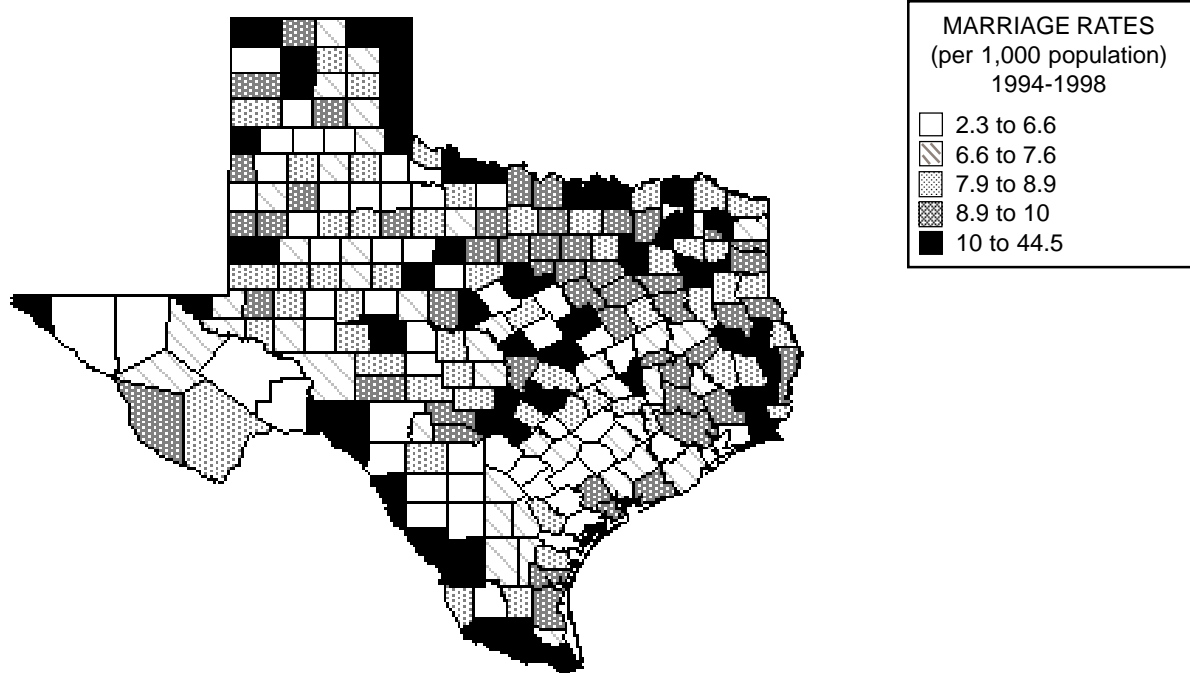 MARRIAGE RATES
(per 1,000 population)
1994-1998
2.3 to 6.6
6.6 to 7.6
7.9 to 8.9
8.9 to 10
10 to 44.5